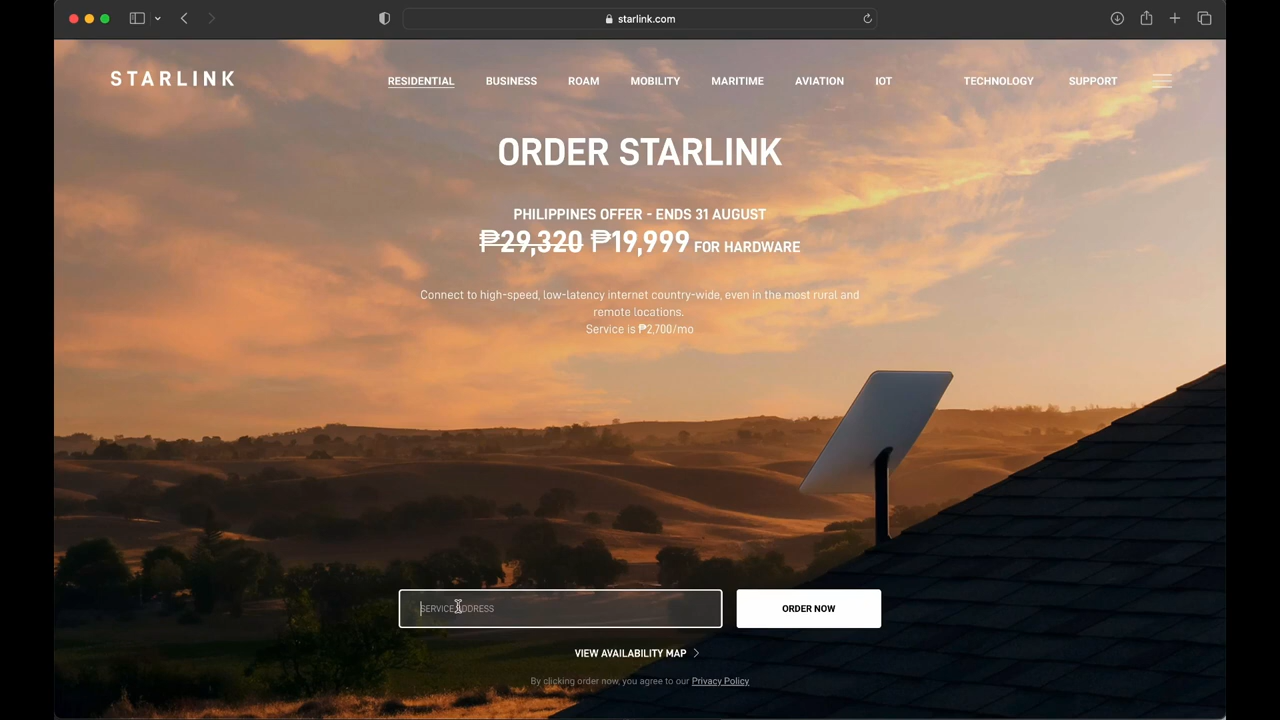 starlink.com
STARLINK
RESIDENTIAL BUSINESS ROAM MOBILITY MARITIME AVIATION IOT TECHNOLOGY SUPPORT
ORDER STARLINK
PHILIPPINES OFFER - ENDS 31 AUGUST
₱29,320 ₱19,999 FOR HARDWARE
Connect to high-speed, low-latency internet country-wide, even in the most rural and
remote locations.
Service is ₱2,700/mo
SERVICE ADDRESS
ORDER NOW
VIEW AVAILABILITY MAP
By clicking order now, you agree to our Privacy Policy